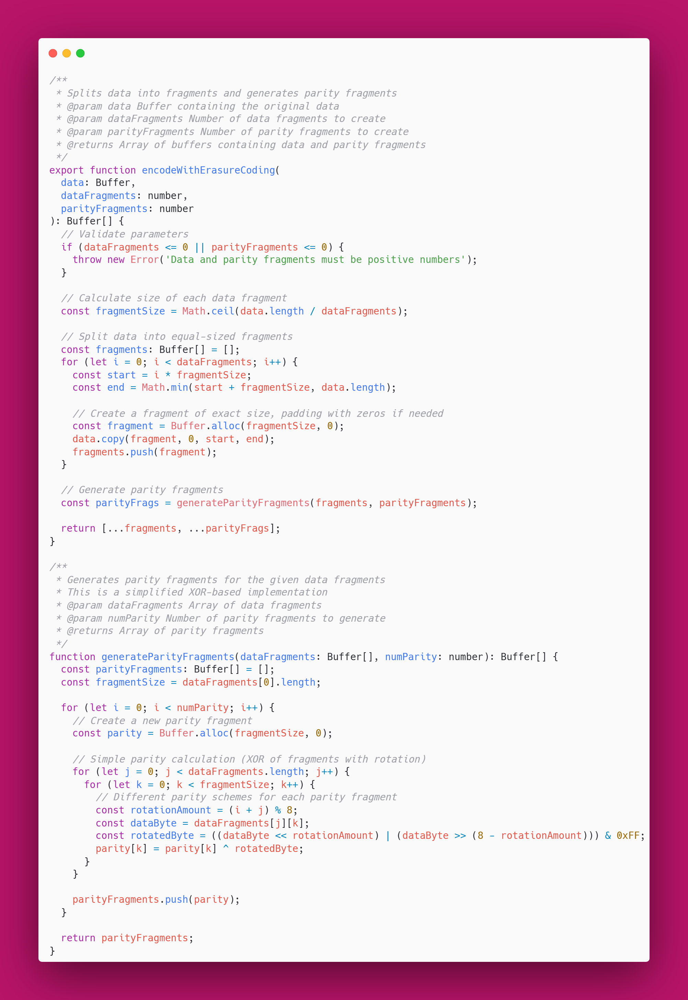 /**
 * Splits data into fragments and generates parity fragments
 * @param data Buffer containing the original data
 * @param dataFragments Number of data fragments to create
 * @param parityFragments Number of parity fragments to create
 * @returns Array of buffers containing data and parity fragments
 */
export function encodeWithErasureCoding(
  data: Buffer,
  dataFragments: number,
  parityFragments: number
): Buffer[] {
  // Validate parameters
  if (dataFragments <= 0 || parityFragments <= 0) {
    throw new Error('Data and parity fragments must be positive numbers');
  }

  // Calculate size of each data fragment
  const fragmentSize = Math.ceil(data.length / dataFragments);

  // Split data into equal-sized fragments
  const fragments: Buffer[] = [];
  for (let i = 0; i < dataFragments; i++) {
    const start = i * fragmentSize;
    const end = Math.min(start + fragmentSize, data.length);

    // Create a fragment of exact size, padding with zeros if needed
    const fragment = Buffer.alloc(fragmentSize, 0);
    data.copy(fragment, 0, start, end);
    fragments.push(fragment);
  }

  // Generate parity fragments
  const parityFrags = generateParityFragments(fragments, parityFragments);

  return [...fragments, ...parityFrags];
}

/**
 * Generates parity fragments for the given data fragments
 * This is a simplified XOR-based implementation
 * @param dataFragments Array of data fragments
 * @param numParity Number of parity fragments to generate
 * @returns Array of parity fragments
 */
function generateParityFragments(dataFragments: Buffer[], numParity: number): Buffer[] {
  const parityFragments: Buffer[] = [];
  const fragmentSize = dataFragments[0].length;

  for (let i = 0; i < numParity; i++) {
    // Create a new parity fragment
    const parity = Buffer.alloc(fragmentSize, 0);

    // Simple parity calculation (XOR of fragments with rotation)
    for (let j = 0; j < dataFragments.length; j++) {
      for (let k = 0; k < fragmentSize; k++) {
        // Different parity schemes for each parity fragment
        const rotationAmount = (i + j) % 8;
        const dataByte = dataFragments[j][k];
        const rotatedByte = ((dataByte << rotationAmount) | (dataByte >> (8 - rotationAmount))) & 0xFF;
        parity[k] = parity[k] ^ rotatedByte;
      }
    }

    parityFragments.push(parity);
  }

  return parityFragments;
}